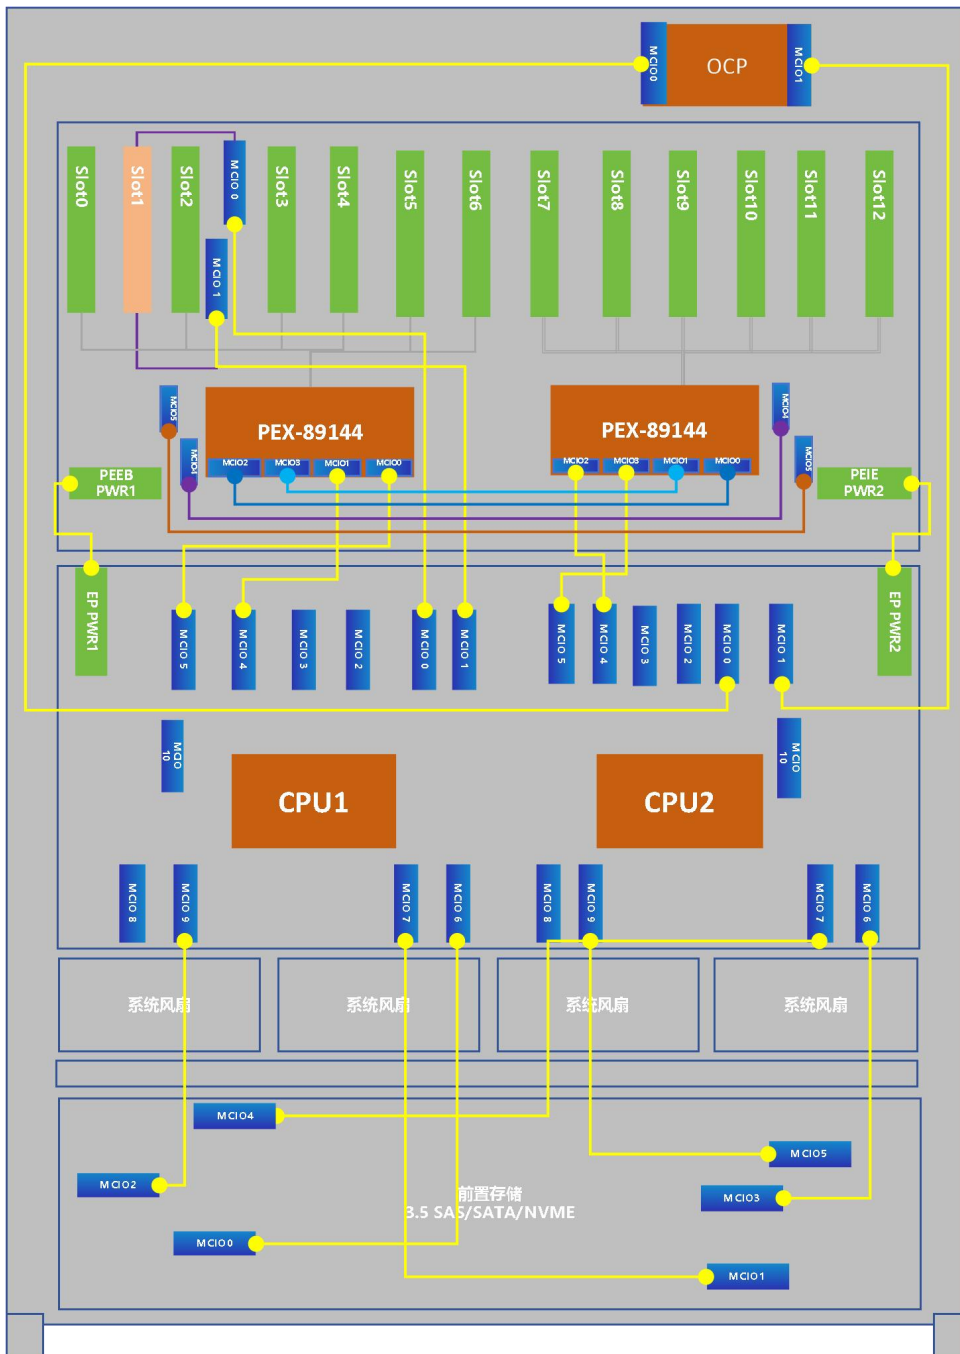 MCIO0
OCP
MCIO1
Slot0
Slot1
Slot2
MCIO 0
MCIO 1
Slot3
Slot4
Slot5
Slot6
Slot7
Slot8
Slot9
Slot10
Slot11
Slot12
MCIO5
MCIO4
PEX-89144
MCIO2
MCIO3
MCIO1
MCIO0
PEX-89144
MCIO2
MCIO3
MCIO1
MCIO0
MCIO4
MCIO5
PEEB
PWR1
PEIE
PWR2
EP PWR1
MCIO 5
MCIO 4
MCIO 3
MCIO 2
MCIO 0
MCIO 1
MCIO 5
MCIO 4
MCIO 3
MCIO 2
MCIO 0
MCIO 1
EP PWR2
MCIO
10
CPU1
CPU2
MCIO
10
MCIO 8
MCIO 9
MCIO 7
MCIO 6
MCIO 8
MCIO 9
MCIO 7
MCIO 6
系统风扇
系统风扇
系统风扇
系统风扇
MCIO4
MCIO5
MCIO2
MCIO3
前置存储
3.5 SAS/SATA/NVME
MCIO0
MCIO1